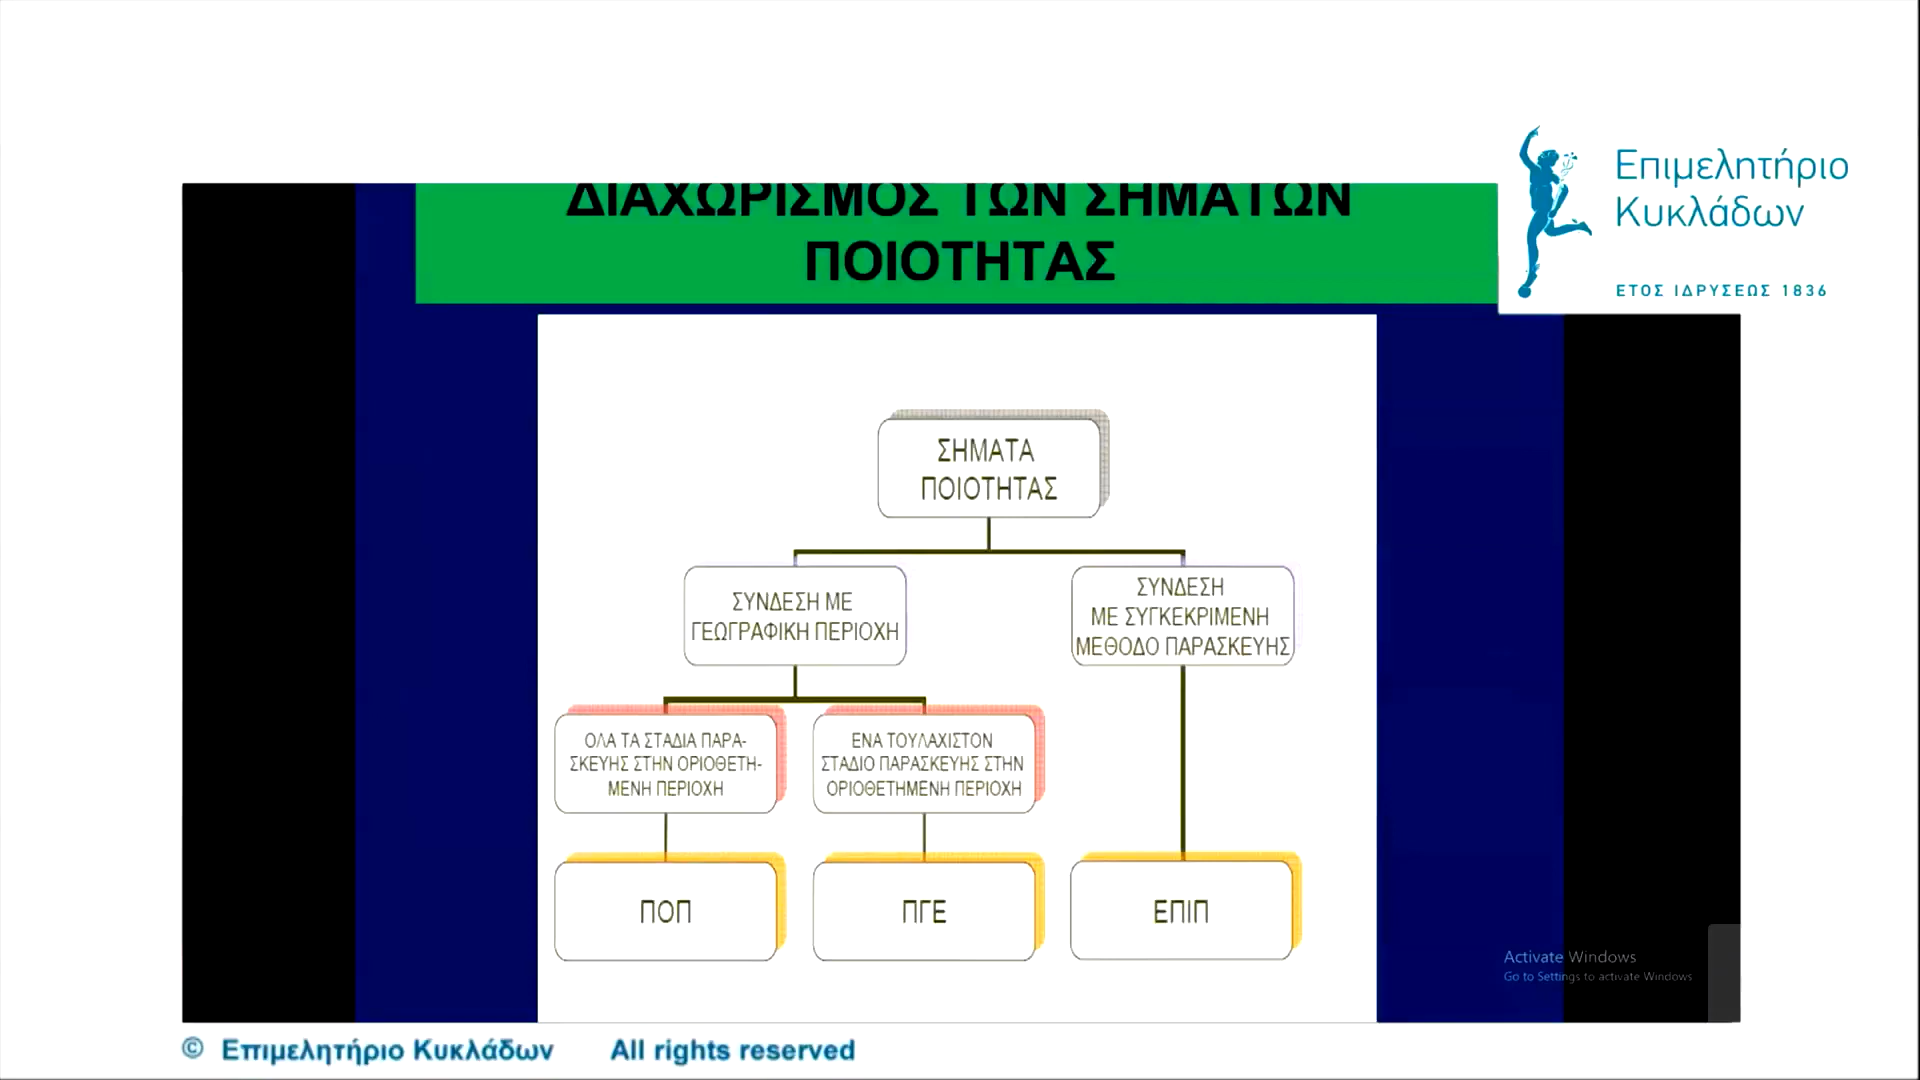 ΔΙΑΧΩΡΙΣΜΟΣ ΤΩΝ ΣΗΜΑΤΩΝ
ΠΟΙΟΤΗΤΑΣ
Επιμελητήριο
Κυκλάδων
ΕΤΟΣ ΙΔΡΥΣΕΩΣ 1836
ΣΗΜΑΤΑ
ΠΟΙΟΤΗΤΑΣ
ΣΥΝΔΕΣΗ ΜΕ
ΓΕΩΓΡΑΦΙΚΗ ΠΕΡΙΟΧΗ
ΣΥΝΔΕΣΗ
ΜΕ ΣΥΓΚΕΚΡΙΜΕΝΗ
ΜΕΘΟΔΟ ΠΑΡΑΣΚΕΥΗΣ
ΟΛΑ ΤΑ ΣΤΑΔΙΑ ΠΑΡΑ-
ΣΚΕΥΗΣ ΣΤΗΝ ΟΡΙΟΘΕΤΗ-
ΜΕΝΗ ΠΕΡΙΟΧΗ
ΕΝΑ ΤΟΥΛΑΧΙΣΤΟΝ
ΣΤΑΔΙΟ ΠΑΡΑΣΚΕΥΗΣ ΣΤΗΝ
ΟΡΙΟΘΕΤΗΜΕΝΗ ΠΕΡΙΟΧΗ
ΠΟΠ
ΠΓΕ
ΕΠΙΠ
Activate Windows
Go to Settings to activate Windows
© Επιμελητήριο Κυκλάδων All rights reserved